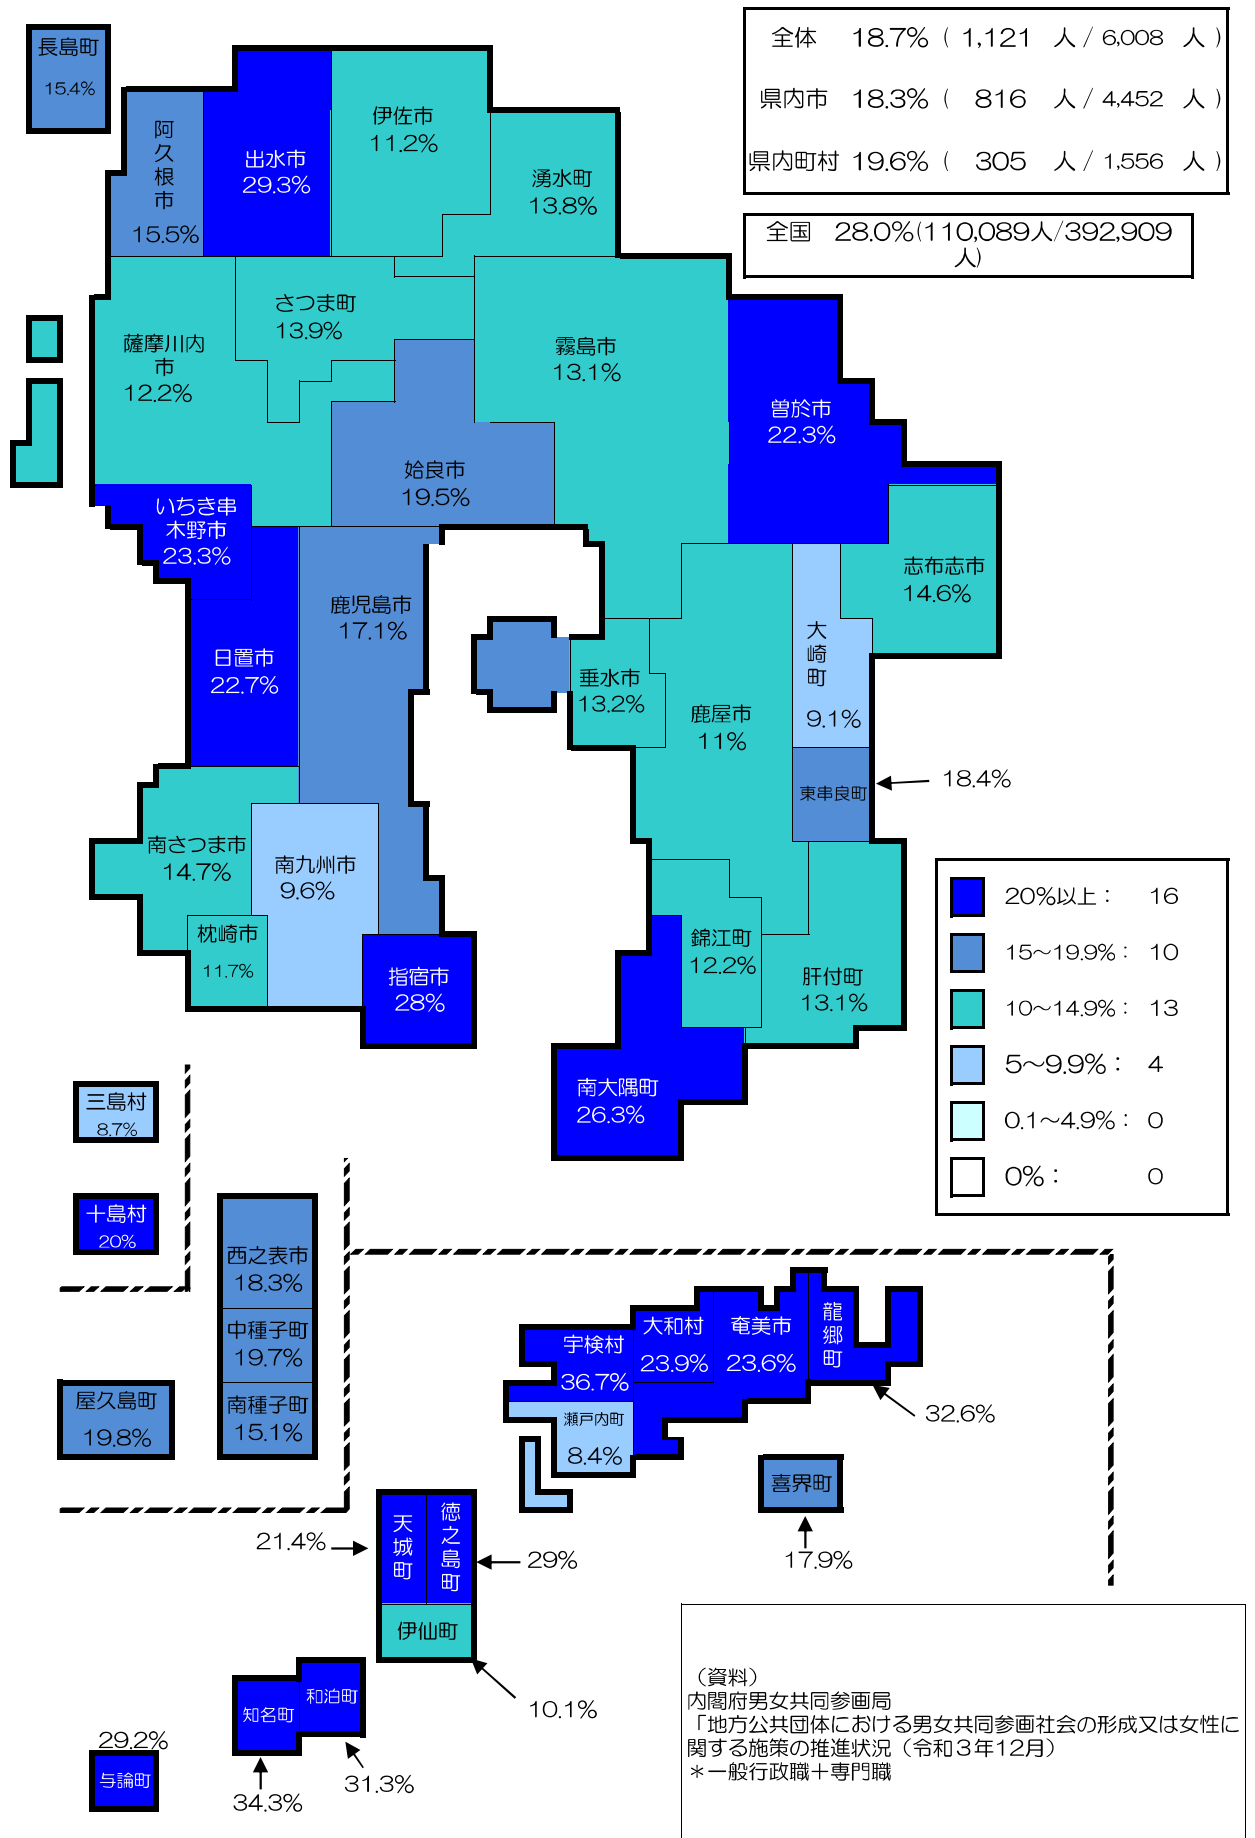 長島町
15.4%
全体 18.7% ( 1,121 人 / 6,008 人 )
県内市 18.3% ( 816 人 / 4,452 人 )
県内町村 19.6% ( 305 人 / 1,556 人 )
全国 28.0%(110,089人/392,909
人)
阿久根市
15.5%
出水市
29.3%
伊佐市
11.2%
湧水町
13.8%
さつま町
13.9%
薩摩川内
市
12.2%
霧島市
13.1%
曽於市
22.3%
姶良市
19.5%
いちき串
木野市
23.3%
志布志市
14.6%
鹿児島市
17.1%
大崎町
9.1%
日置市
22.7%
垂水市
13.2%
鹿屋市
11%
東串良町
18.4%
南さつま市
14.7%
南九州市
9.6%
枕崎市
11.7%
指宿市
28%
錦江町
12.2%
肝付町
13.1%
南大隅町
26.3%
20%以上： 16
15～19.9%： 10
10～14.9%： 13
5～9.9%： 4
0.1～4.9%： 0
0%： 0
三島村
8.7%
十島村
20%
西之表市
18.3%
中種子町
19.7%
南種子町
15.1%
屋久島町
19.8%
宇検村
36.7%
大和村
23.9%
奄美市
23.6%
龍郷町
32.6%
瀬戸内町
8.4%
喜界町
17.9%
天城町
21.4%
徳之島町
29%
伊仙町
10.1%
和泊町
31.3%
知名町
34.3%
29.2%
与論町
（資料）
内閣府男女共同参画局
「地方公共団体における男女共同参画社会の形成又は女性に
関する施策の推進状況（令和３年12月）
＊一般行政職＋専門職